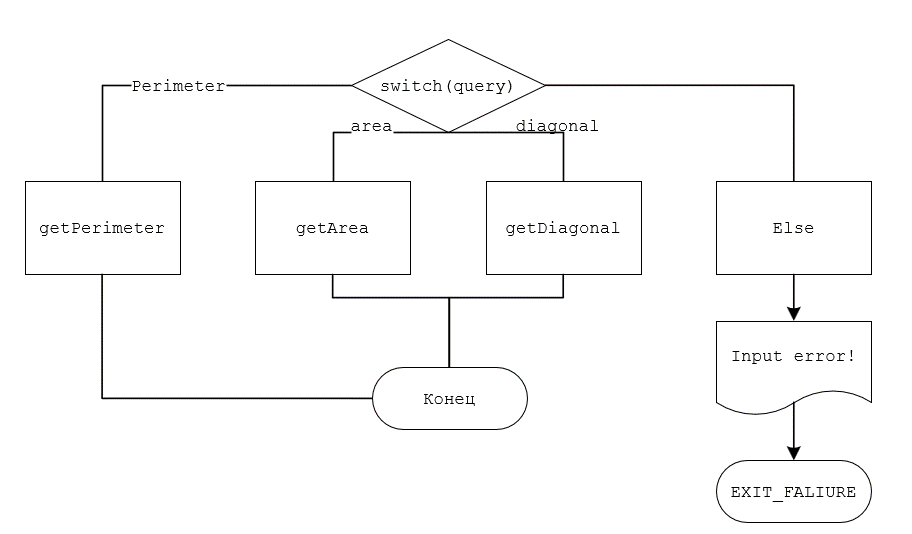 switch(query)
Perimeter
area
diagonal
getPerimeter
getArea
getDiagonal
Else
Input error!
Конец
EXIT_FALIURE